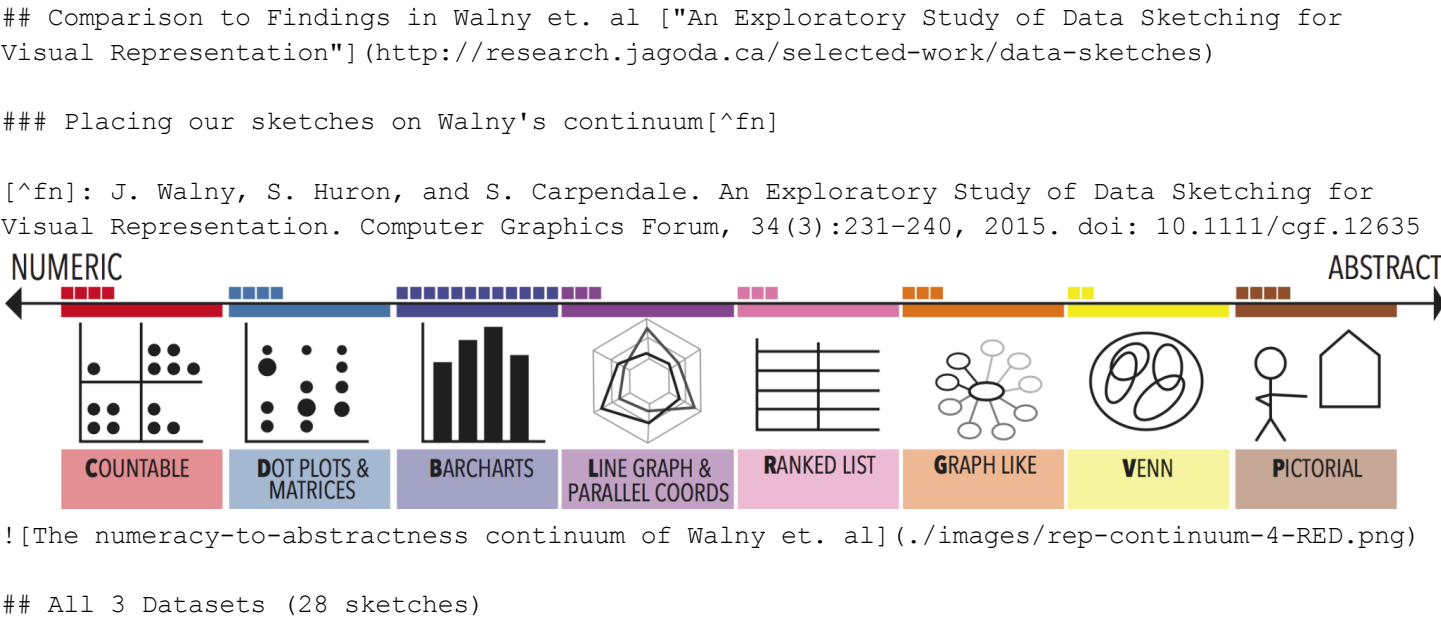 ## Comparison to Findings in Walny et. al ["An Exploratory Study of Data Sketching for
Visual Representation"](http://research.jagoda.ca/selected-work/data-sketches)
### Placing our sketches on Walny's continuum[^fn]
[^fn]: J. Walny, S. Huron, and S. Carpendale. An Exploratory Study of Data Sketching for
Visual Representation. Computer Graphics Forum, 34(3):231–240, 2015. doi: 10.1111/cgf.12635
NUMERIC
ABSTRACT
COUNTABLE
DOT PLOTS &
MATRICES
BARCHARTS
LINE GRAPH &
PARALLEL COORDS
RANKED LIST
GRAPH LIKE
VENN
PICTORIAL
![The numeracy-to-abstractness continuum of Walny et. al](./images/rep-continuum-4-RED.png)
## All 3 Datasets (28 sketches)